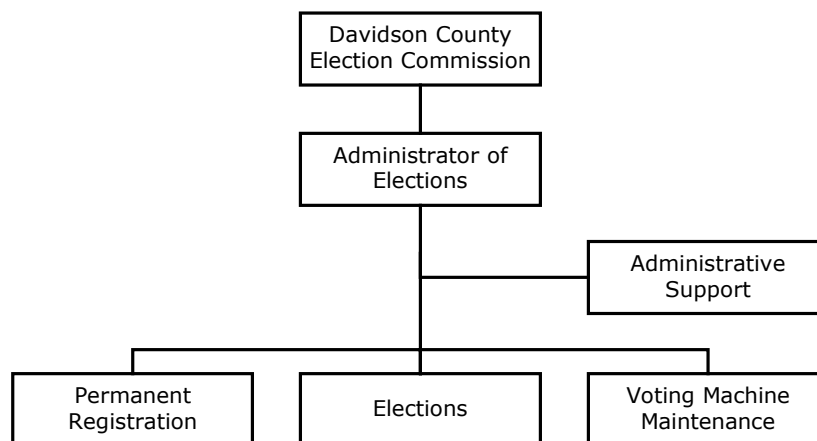 Davidson County
Election Commission
Administrator of
Elections
Administrative
Support
Permanent
Registration
Elections
Voting Machine
Maintenance